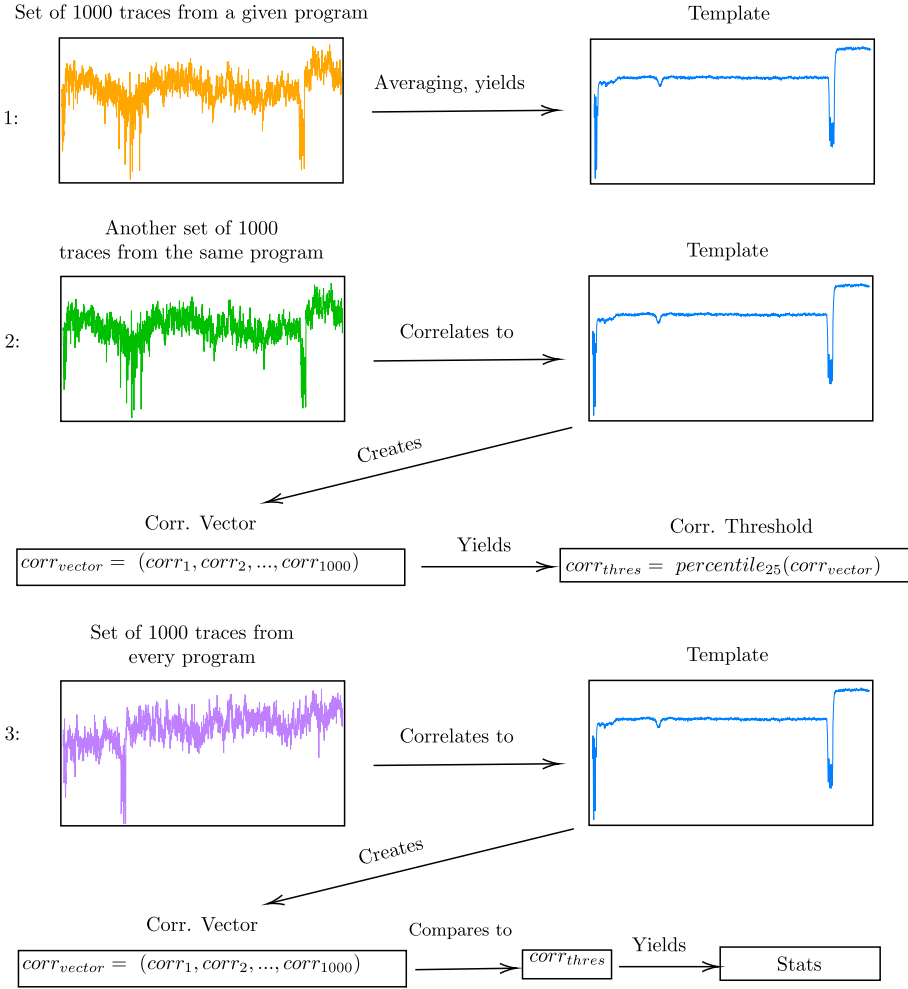 Set of 1000 traces from a given program
Template
Averaging, yields
1:
Another set of 1000
traces from the same program
Template
Correlates to
2:
Creates
Corr. Vector
Corr. Threshold
Yields
corr_vector = (corr_1, corr_2, ..., corr_1000)
corr_thres = percentile_25(corr_vector)
Set of 1000 traces from
every program
Template
Correlates to
3:
Creates
Corr. Vector
Compares to
Yields
corr_vector = (corr_1, corr_2, ..., corr_1000)
corr_thres
Stats